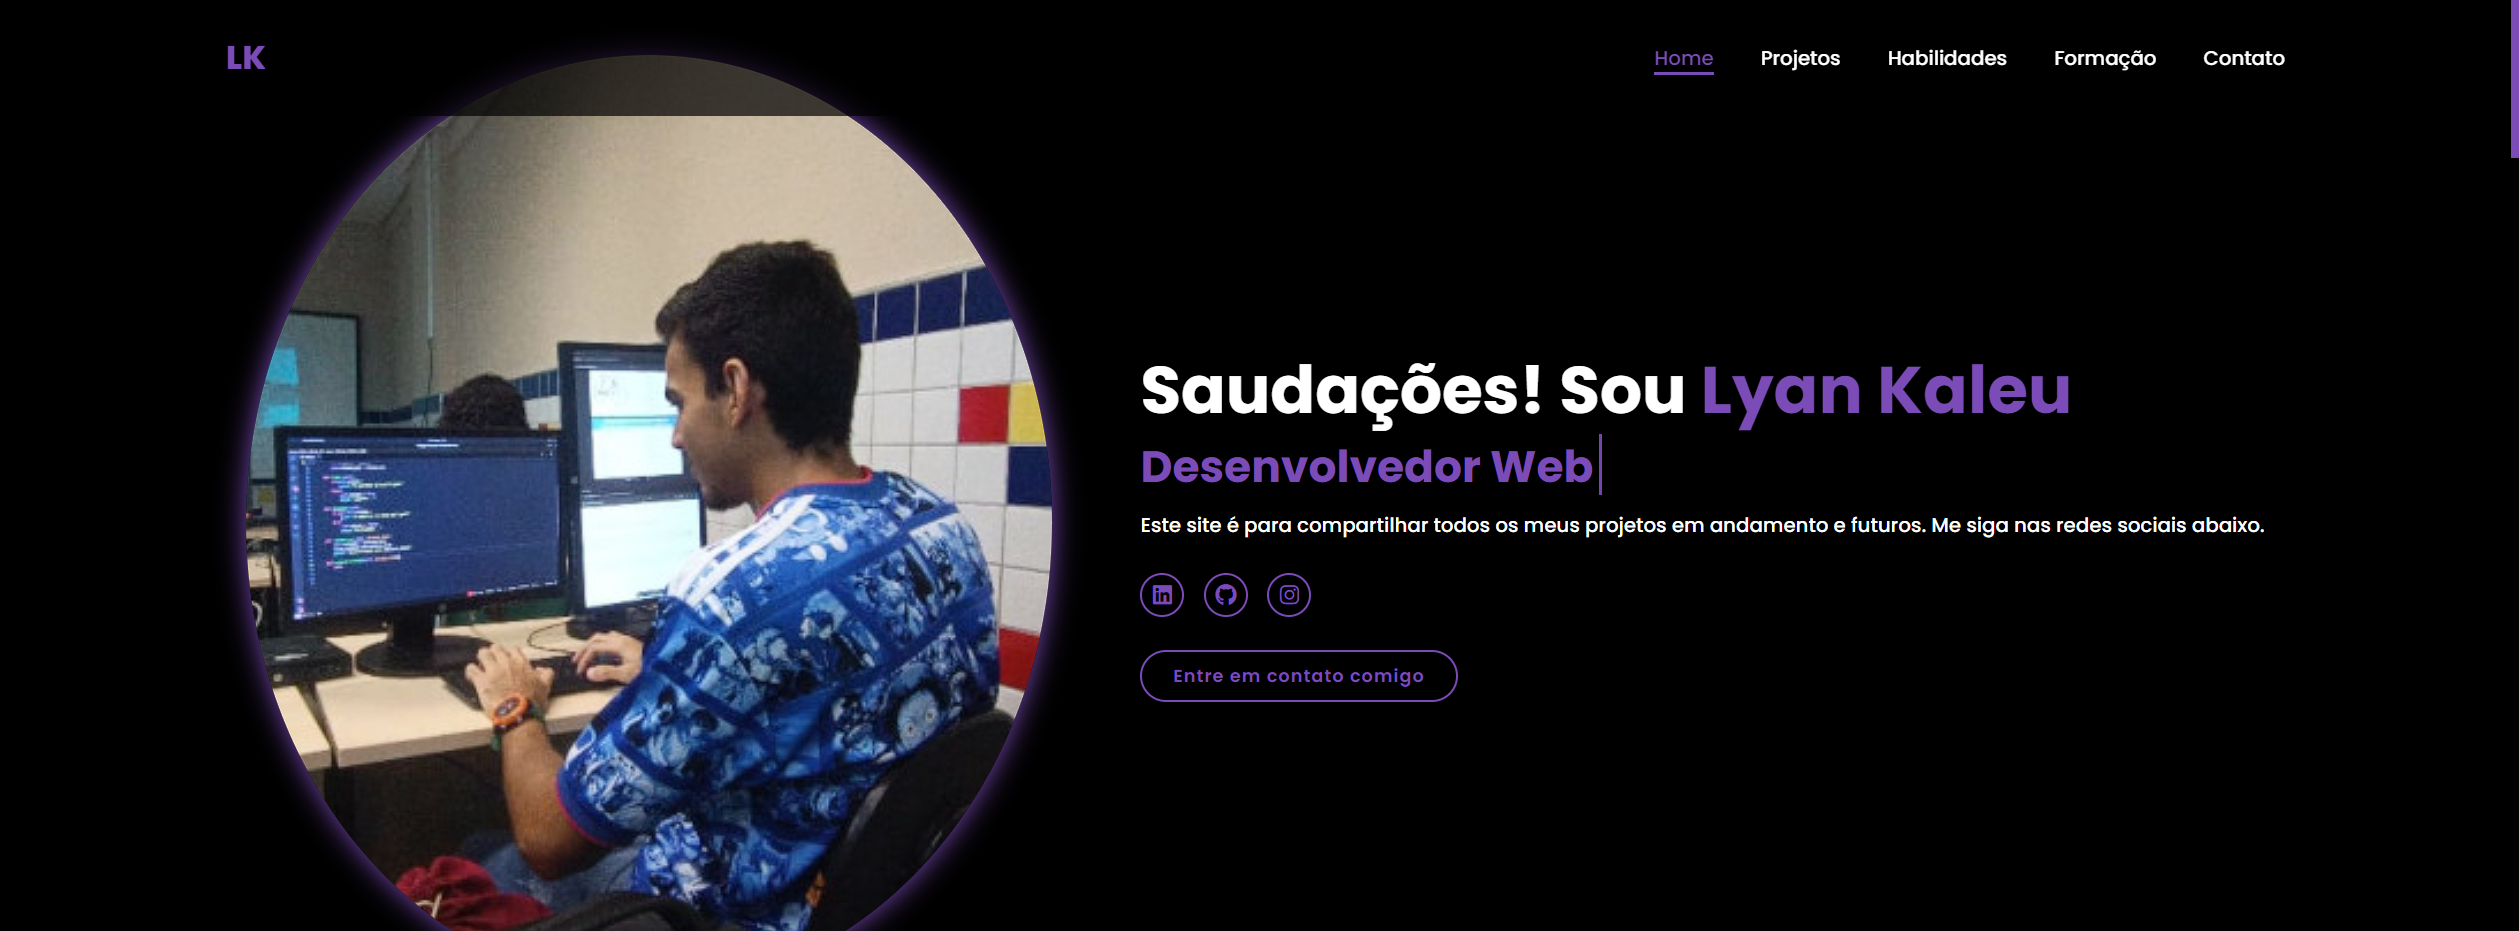 LK
Home Projetos Habilidades Formação Contato
Saudações! Sou Lyan Kaleu
Desenvolvedor Web
Este site é para compartilhar todos os meus projetos em andamento e futuros. Me siga nas redes sociais abaixo.
in
Entre em contato comigo